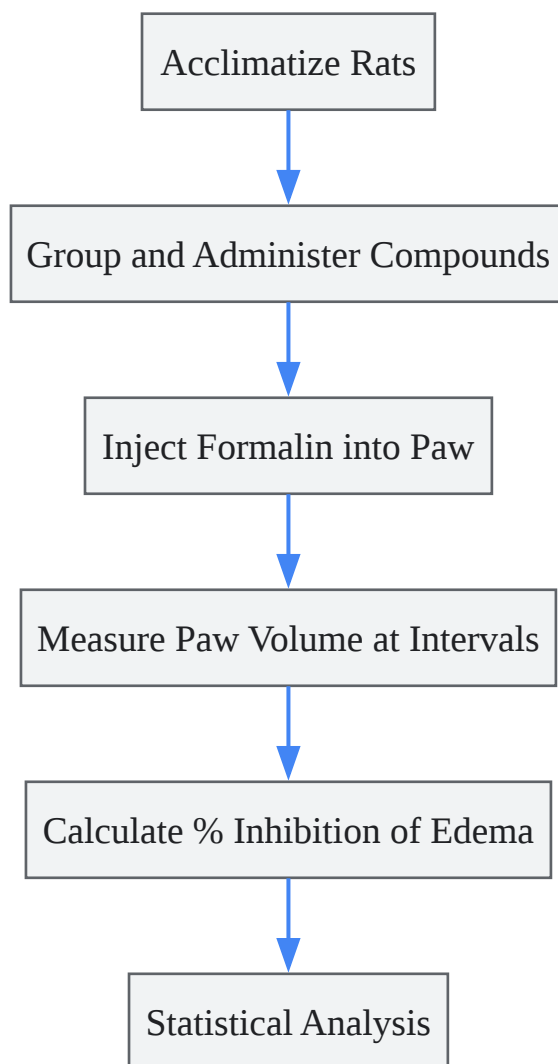 Acclimatize Rats
Group and Administer Compounds
Inject Formalin into Paw
Measure Paw Volume at Intervals
Calculate % Inhibition of Edema
Statistical Analysis